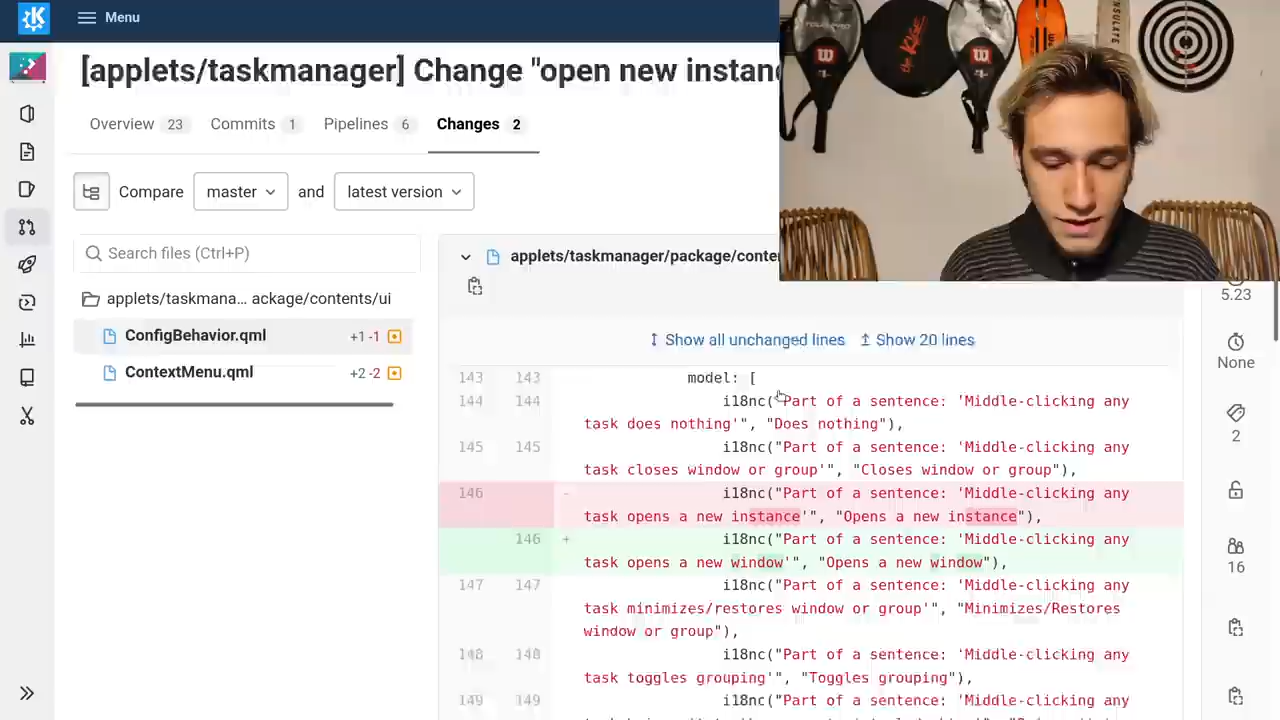 Menu
[applets/taskmanager] Change "open new instanc
Overview 23 Commits 1 Pipelines 6 Changes 2
Compare master and latest version
Search files (Ctrl+P)
applets/taskmana… ackage/contents/ui
ConfigBehavior.qml +1 -1
ContextMenu.qml +2 -2
applets/taskmanager/package/conte
Show all unchanged lines Show 20 lines
143 143 model: [
144 144 i18nc("Part of a sentence: 'Middle-clicking any
task does nothing'", "Does nothing"),
145 145 i18nc("Part of a sentence: 'Middle-clicking any
task closes window or group'", "Closes window or group"),
146 - i18nc("Part of a sentence: 'Middle-clicking any
task opens a new instance'", "Opens a new instance"),
146 + i18nc("Part of a sentence: 'Middle-clicking any
task opens a new window'", "Opens a new window"),
147 147 i18nc("Part of a sentence: 'Middle-clicking any
task minimizes/restores window or group'", "Minimizes/Restores
window or group"),
148 148 i18nc("Part of a sentence: 'Middle-clicking any
task toggles grouping'", "Toggles grouping"),
149 149 i18nc("Part of a sentence: 'Middle-clicking any
5.23
None
2
16